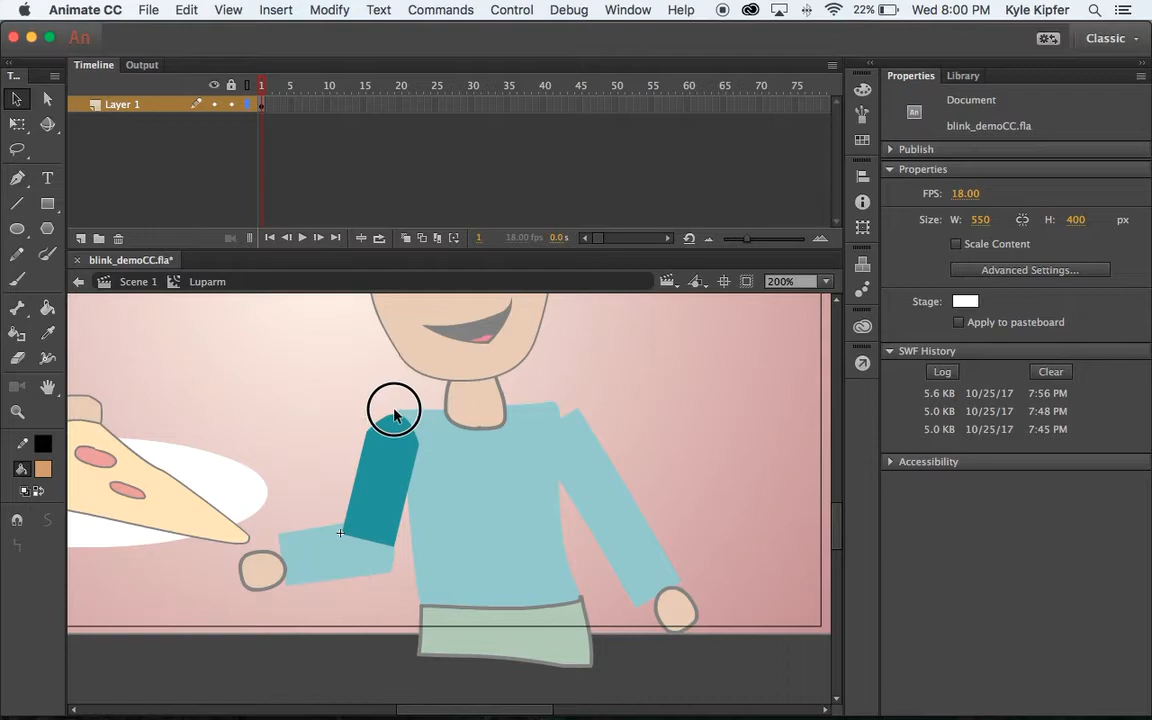 Animate CC File Edit View Insert Modify Text Commands Control Debug Window Help 22% Wed 8:00 PM Kyle Kipfer
An Classic
Timeline Output
1 5 10 15 20 25 30 35 40 45 50 55 60 65 70 75
Layer 1
1 18.00 fps 0.0s
blink_demoCC.fla*
Scene 1 Luparm 200%
T...
T
Properties Library
Document
blink_demoCC.fla
Publish
Properties
FPS: 18.00
Size: W: 550 H: 400 px
Scale Content
Advanced Settings...
Stage:
Apply to pasteboard
SWF History
Log Clear
5.6 KB 10/25/17 7:56 PM
5.0 KB 10/25/17 7:48 PM
5.0 KB 10/25/17 7:45 PM
Accessibility